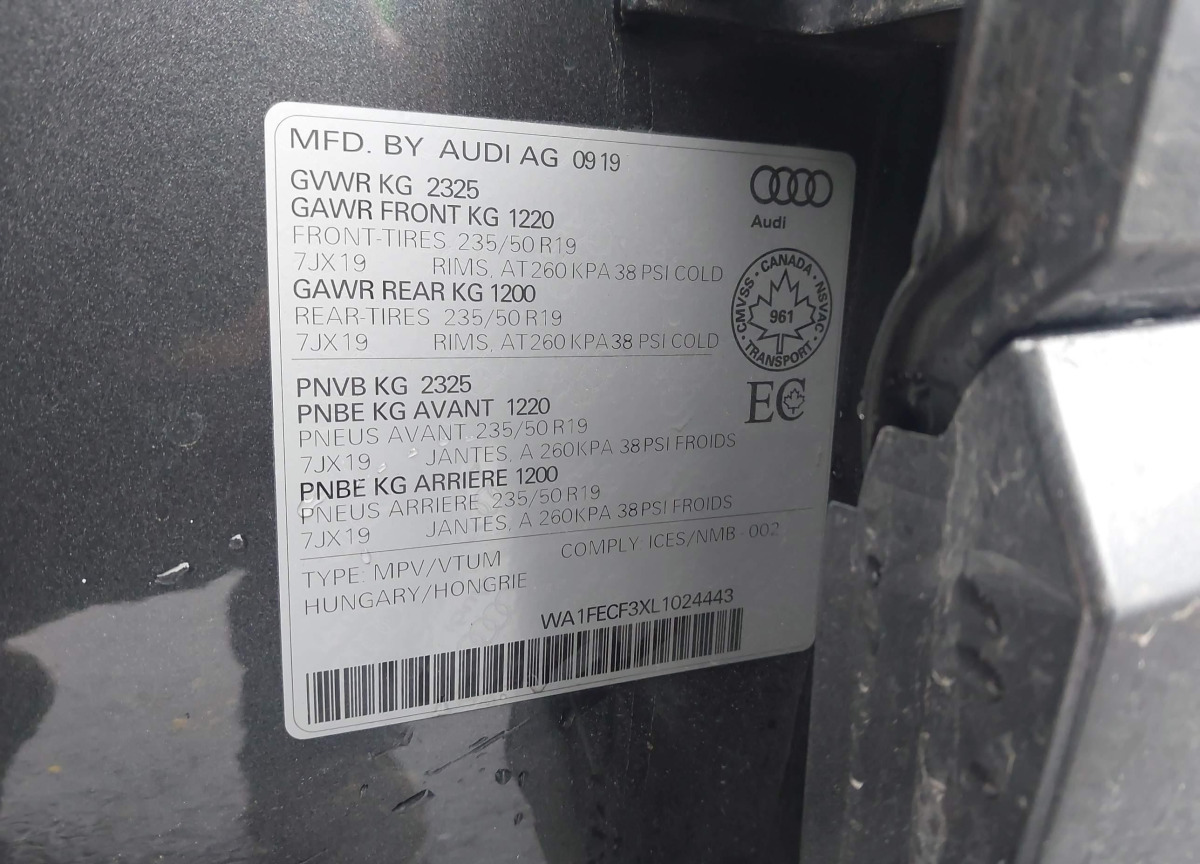 MFD. BY AUDI AG 09 19
GVWR KG 2325
GAWR FRONT KG 1220
FRONT-TIRES 235/50 R19
7JX19 RIMS, AT 260 KPA 38 PSI COLD
GAWR REAR KG 1200
REAR-TIRES 235/50 R19
7JX19 RIMS, AT 260 KPA 38 PSI COLD
Audi
CMVSS · CANADA · NSVAC
961
TRANSPORT
EC
PNVB KG 2325
PNBE KG AVANT 1220
PNEUS AVANT 235/50 R19
7JX19 JANTES, A 260KPA 38PSI FROIDS
PNBE KG ARRIERE 1200
PNEUS ARRIERE 235/50 R19
7JX19 JANTES, A 260KPA 38PSI FROIDS
TYPE: MPV/VTUM COMPLY: ICES/NMB - 002
HUNGARY/HONGRIE
WA1FECF3XL1024443